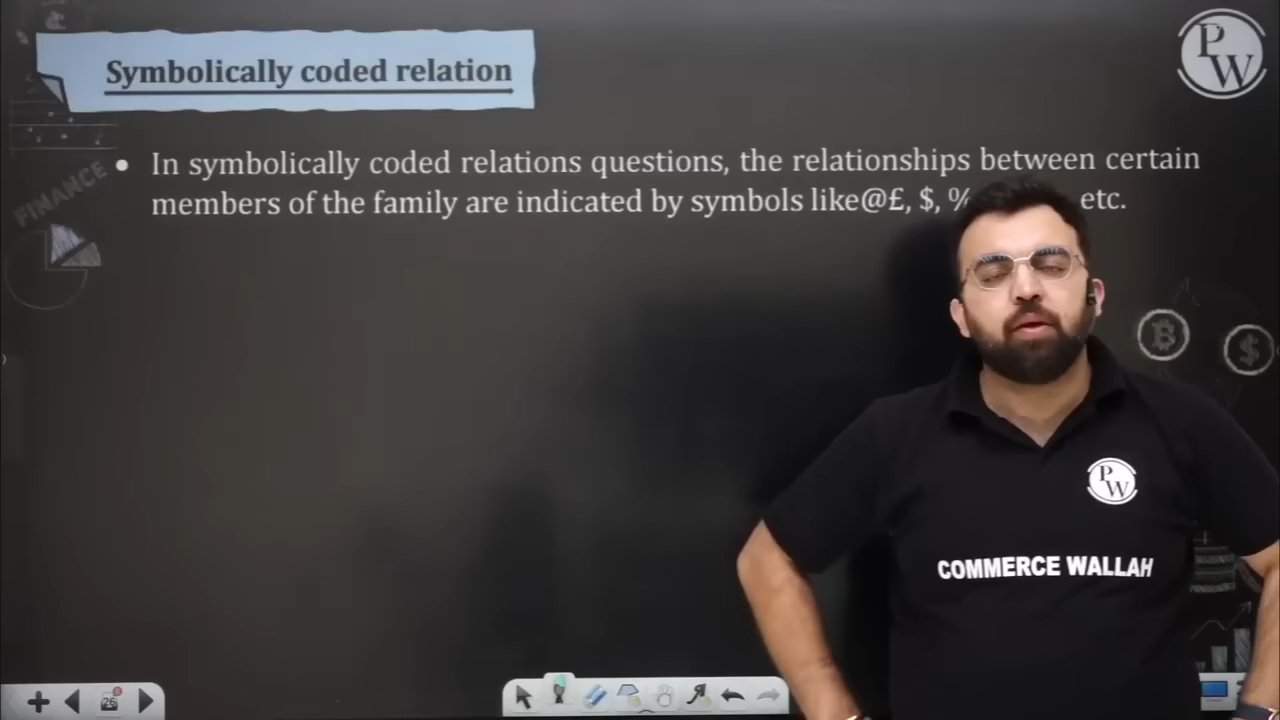 Symbolically coded relation
P
W
• In symbolically coded relations questions, the relationships between certain
members of the family are indicated by symbols like@£, $, % etc.
FINANCE
P
W
COMMERCE WALLAH
26